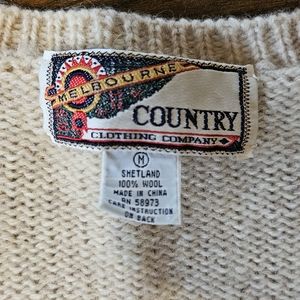 MELBOURNE
COUNTRY
CLOTHING COMPANY
M
SHETLAND
100% WOOL
MADE IN CHINA
RN 58973
CARE INSTRUCTION
ON BACK